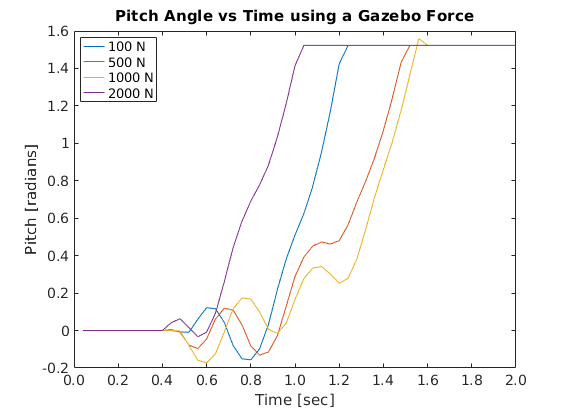 Pitch Angle vs Time using a Gazebo Force
1.6
1.4
1.2
1
0.8
0.6
0.4
0.2
0
-0.2
Pitch [radians]
100 N
500 N
1000 N
2000 N
0.0 0.2 0.4 0.6 0.8 1.0 1.2 1.4 1.6 1.8 2.0
Time [sec]